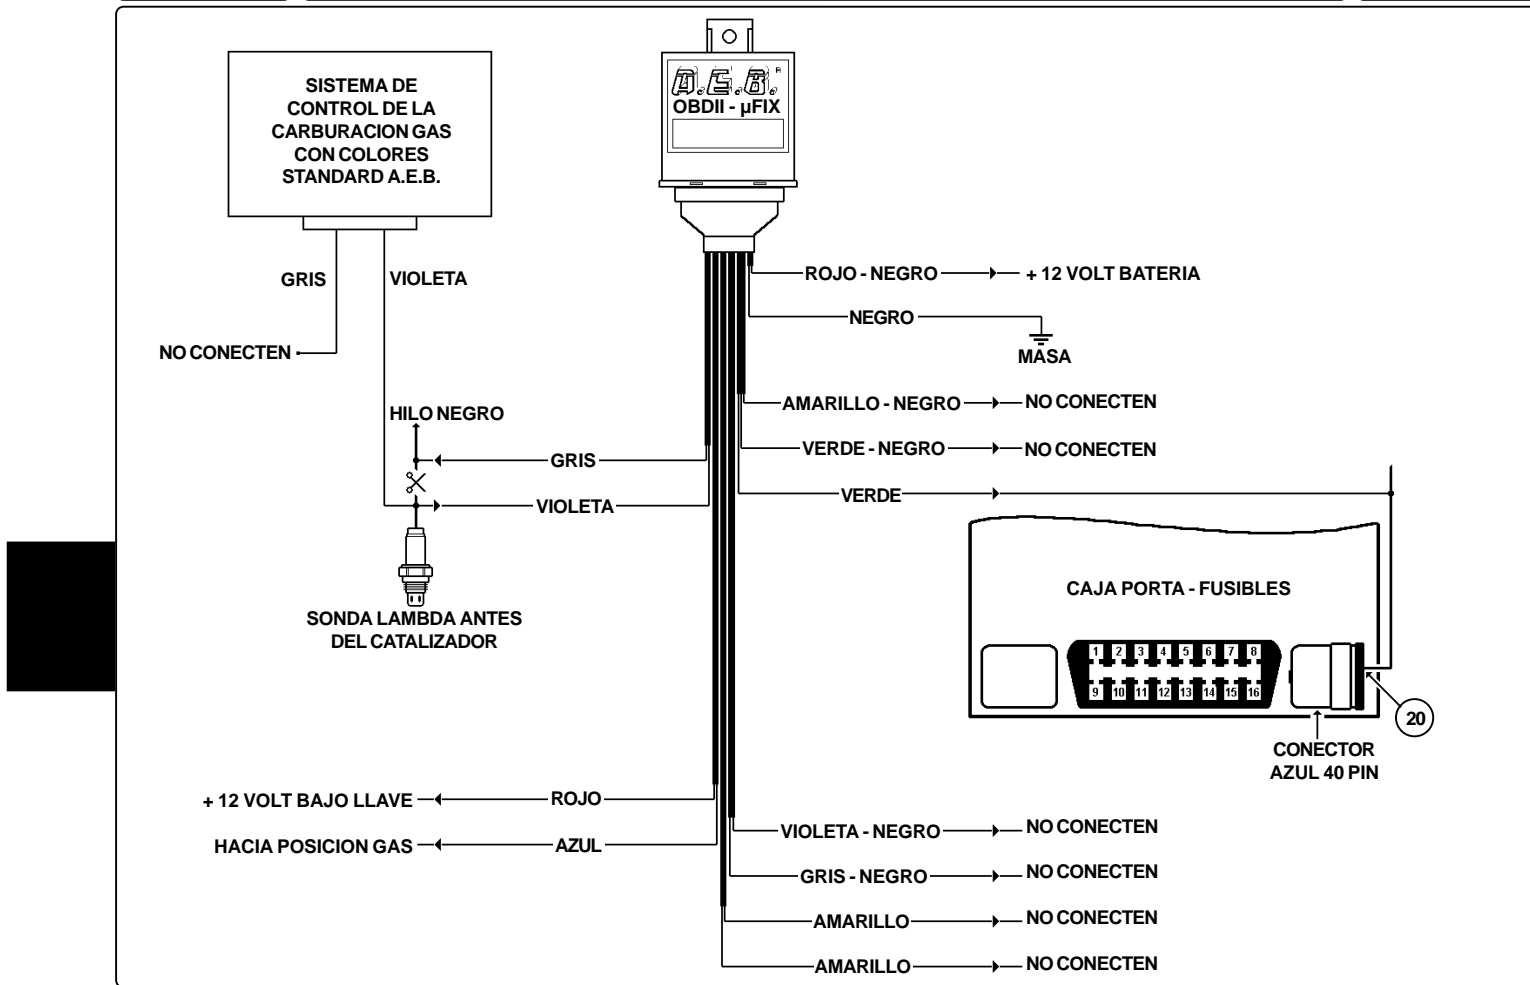 SISTEMA DE
CONTROL DE LA
CARBURACION GAS
CON COLORES
STANDARD A.E.B.
A.E.B.®
OBDII - µFIX
GRIS
VIOLETA
NO CONECTEN
HILO NEGRO
GRIS
VIOLETA
SONDA LAMBDA ANTES
DEL CATALIZADOR
ROJO - NEGRO
+ 12 VOLT BATERIA
NEGRO
MASA
AMARILLO - NEGRO
NO CONECTEN
VERDE - NEGRO
NO CONECTEN
VERDE
CAJA PORTA - FUSIBLES
1 2 3 4 5 6 7 8
9 10 11 12 13 14 15 16
20
CONECTOR
AZUL 40 PIN
+ 12 VOLT BAJO LLAVE
ROJO
HACIA POSICION GAS
AZUL
VIOLETA - NEGRO
NO CONECTEN
GRIS - NEGRO
NO CONECTEN
AMARILLO
NO CONECTEN
AMARILLO
NO CONECTEN